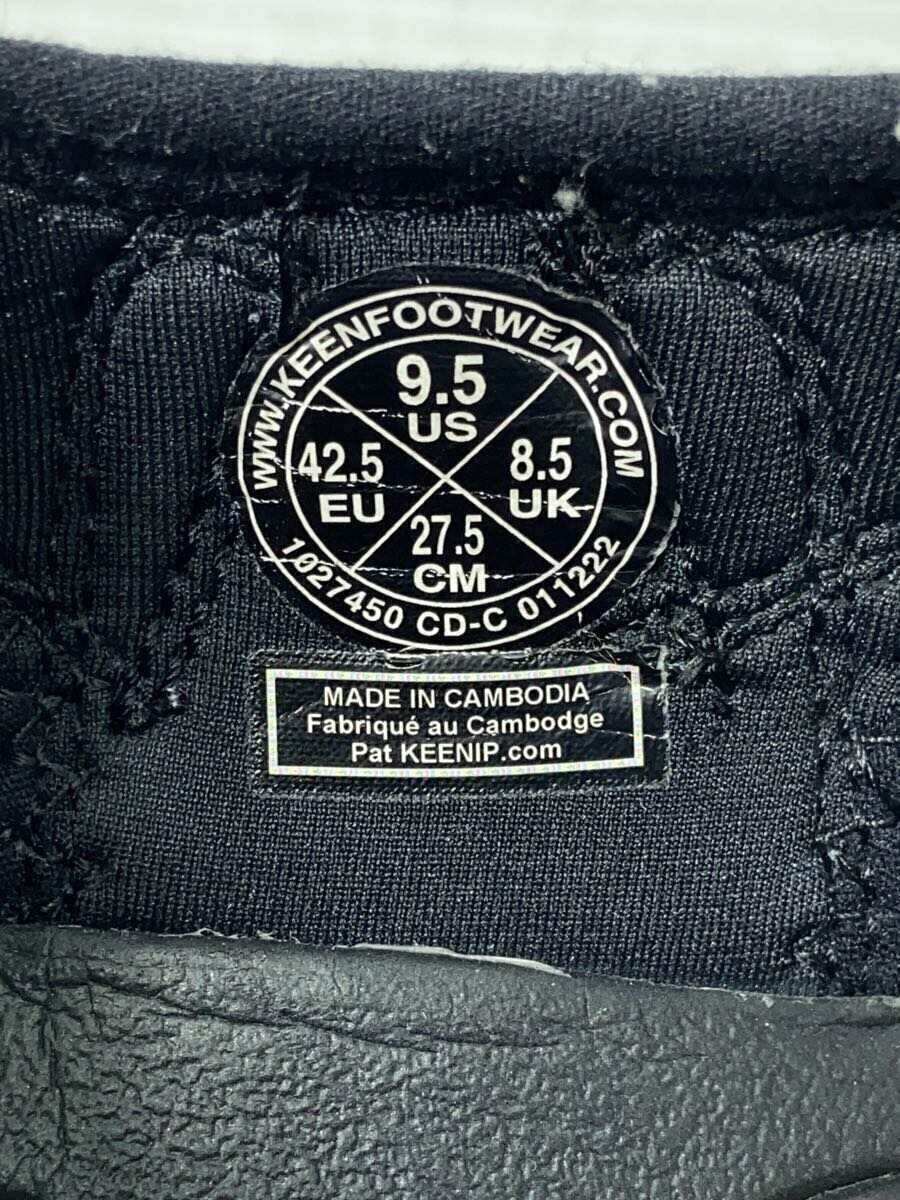 WWW.KEENFOOTWEAR.COM
9.5
US
42.5
EU
8.5
UK
27.5
CM
1027450 CD-C 011222
MADE IN CAMBODIA
Fabriqué au Cambodge
Pat KEENIP.com